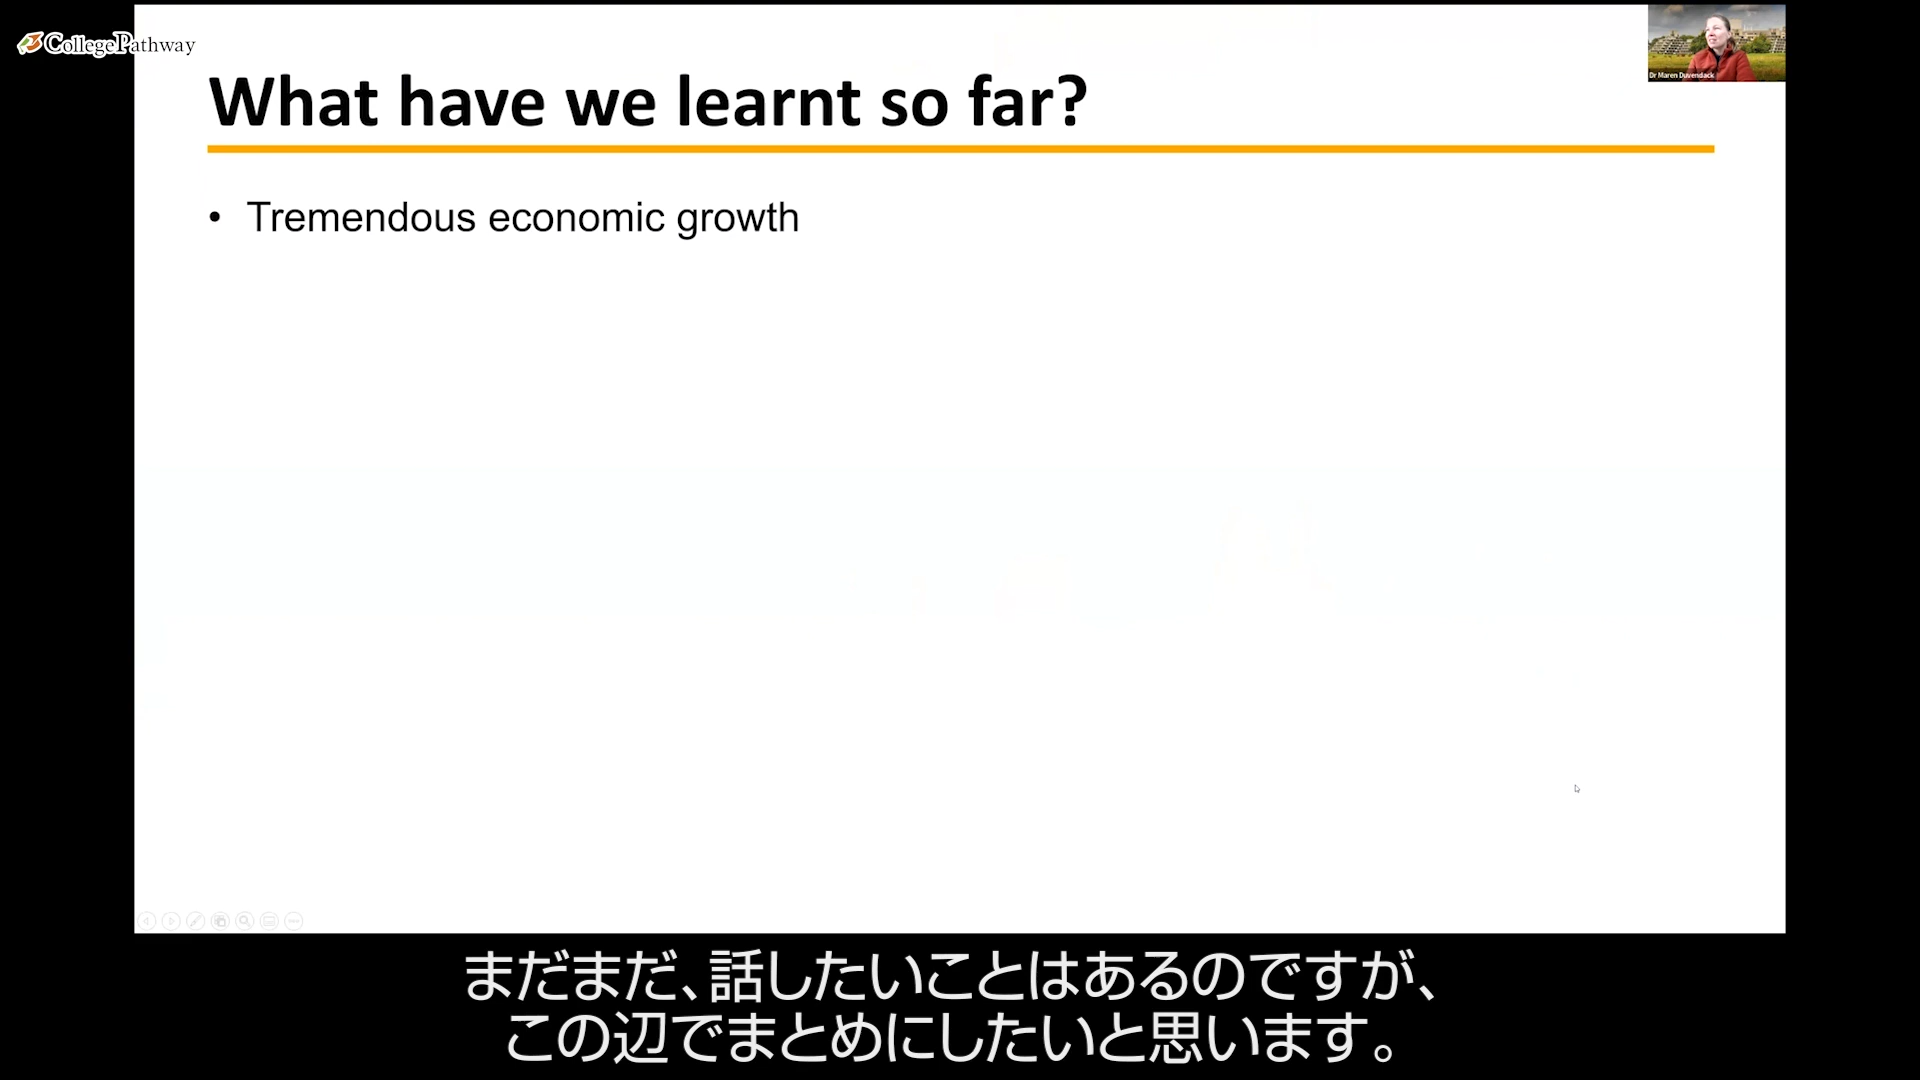 CollegePathway
Dr Maren Duvendack
What have we learnt so far?
• Tremendous economic growth
まだまだ、話したいことはあるのですが、
この辺でまとめにしたいと思います。